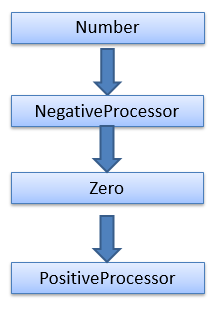 Number
NegativeProcessor
Zero
PositiveProcessor